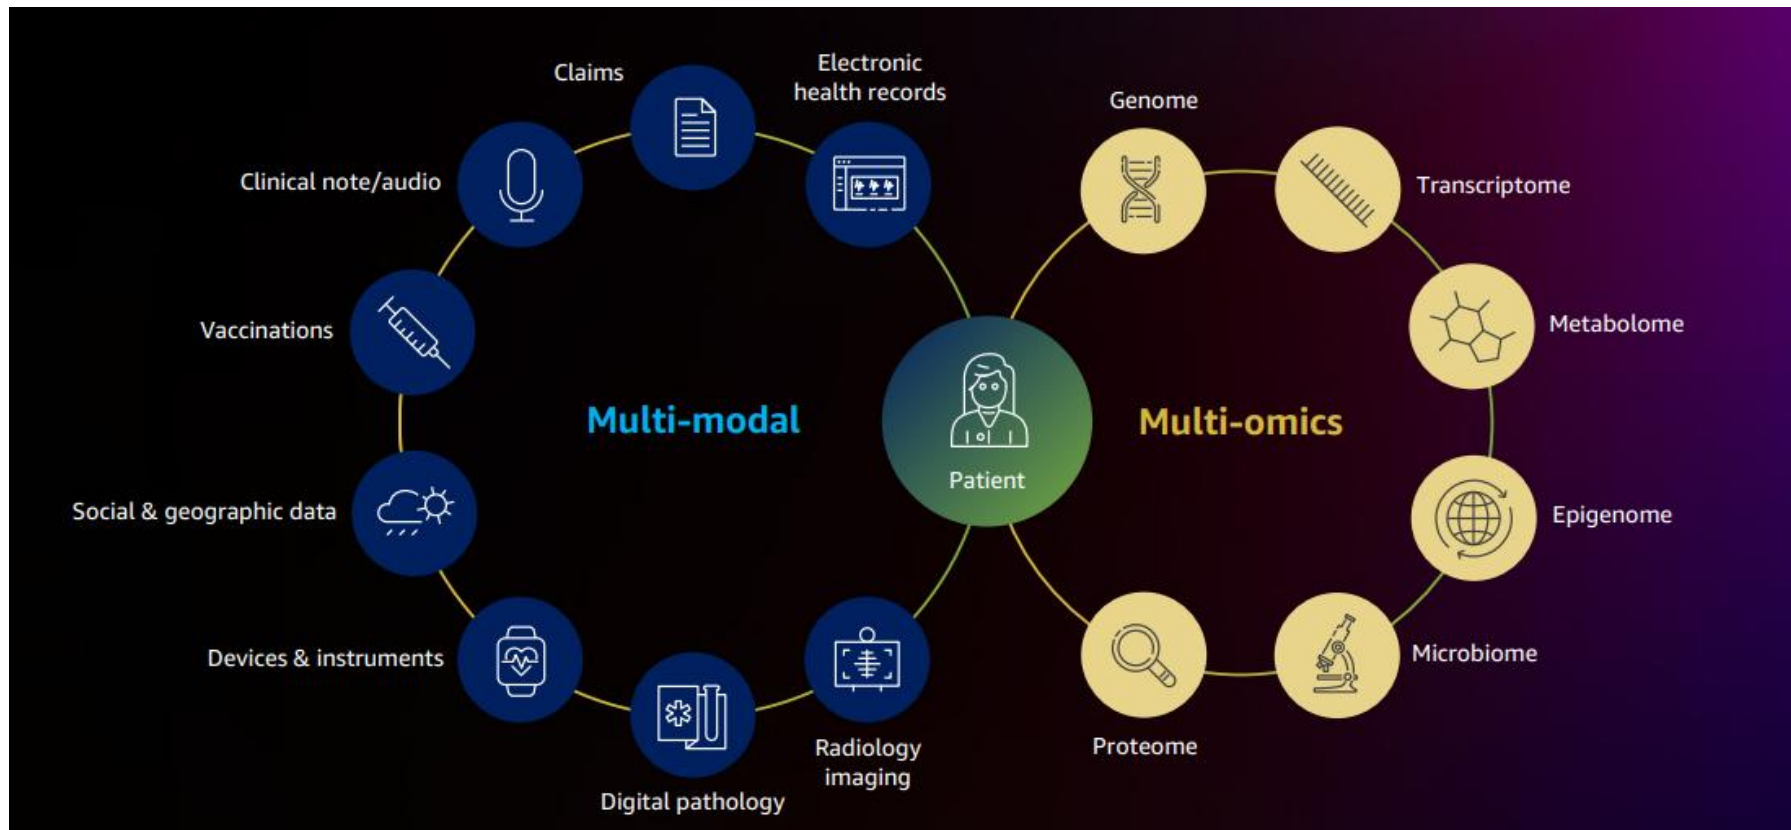 Claims
Electronic
health records
Clinical note/audio
Vaccinations
Social & geographic data
Devices & instruments
Digital pathology
Radiology
imaging
Multi-modal
Patient
Multi-omics
Genome
Transcriptome
Metabolome
Epigenome
Microbiome
Proteome